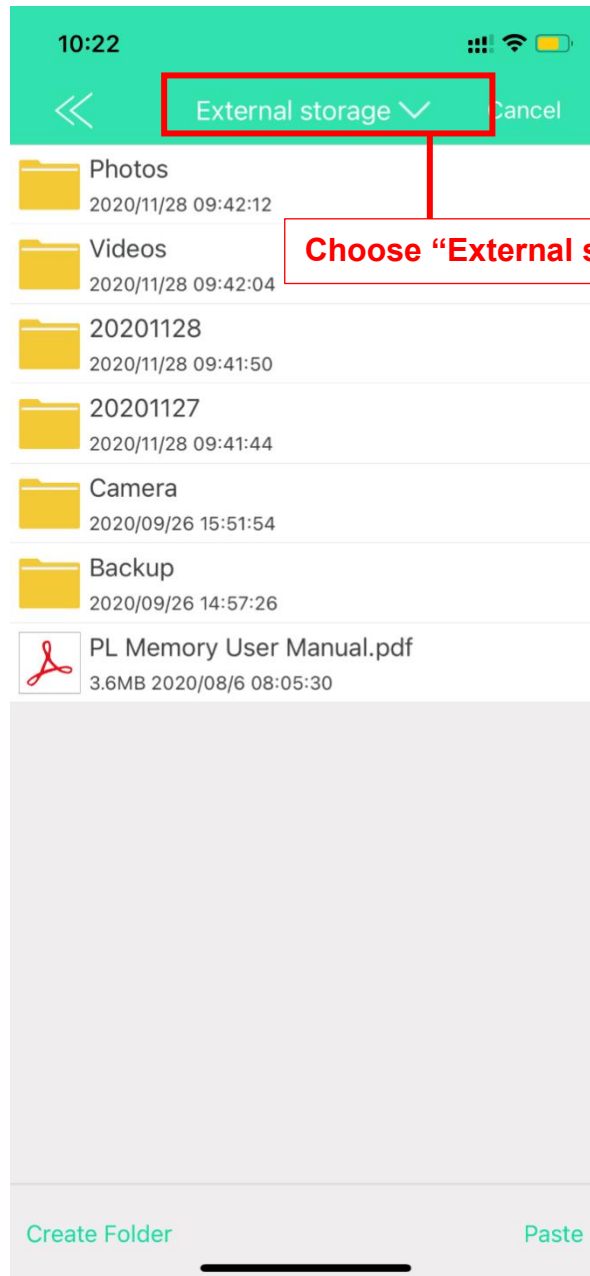 10:22
External storage
Cancel
Photos
2020/11/28 09:42:12
Choose “External s
Videos
2020/11/28 09:42:04
20201128
2020/11/28 09:41:50
20201127
2020/11/28 09:41:44
Camera
2020/09/26 15:51:54
Backup
2020/09/26 14:57:26
PL Memory User Manual.pdf
3.6MB 2020/08/6 08:05:30
Create Folder
Paste